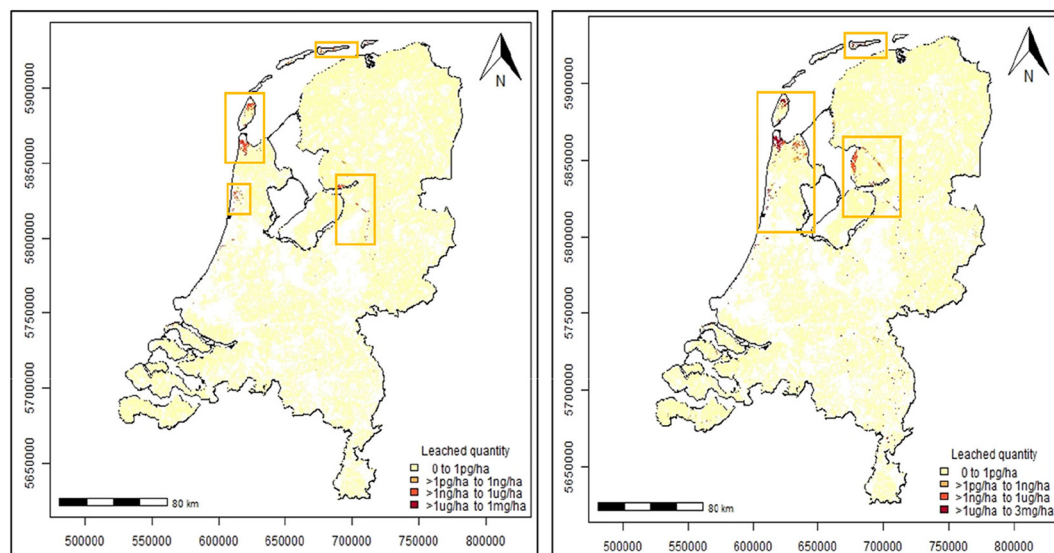 N
5900000
5850000
5800000
5750000
5700000
5650000
Leached quantity
0 to 1pg/ha
>1pg/ha to 1ng/ha
>1ng/ha to 1ug/ha
>1ug/ha to 1mg/ha
80 km
500000 550000 600000 650000 700000 750000 800000
N
5900000
5850000
5800000
5750000
5700000
5650000
Leached quantity
0 to 1pg/ha
>1pg/ha to 1ng/ha
>1ng/ha to 1ug/ha
>1ug/ha to 3mg/ha
80 km
500000 550000 600000 650000 700000 750000 800000